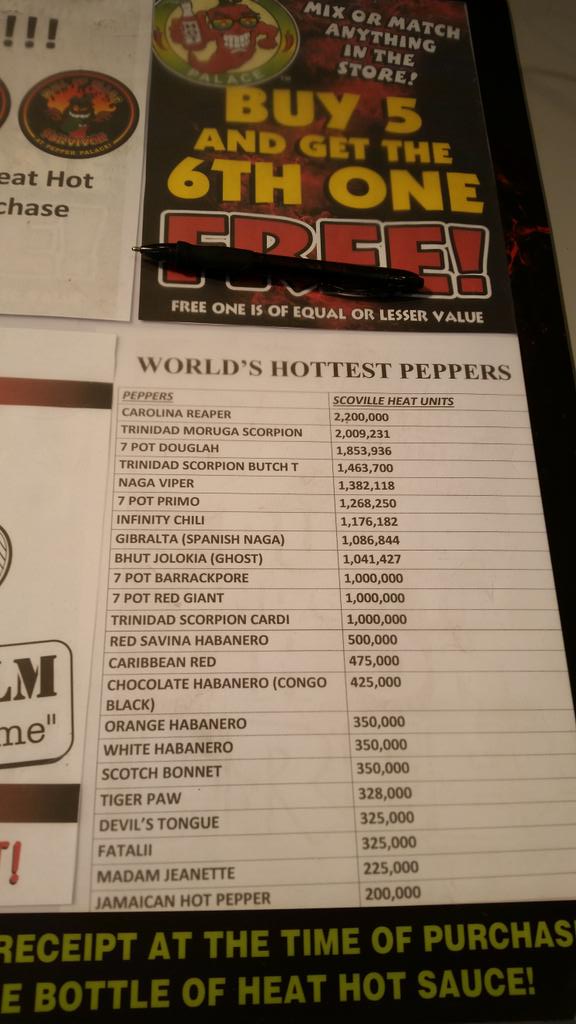 !!!
PALACE
MIX OR MATCH
ANYTHING
IN THE
STORE!
BUY 5
AND GET THE
6TH ONE
FREE!
FREE ONE IS OF EQUAL OR LESSER VALUE
SURVIVOR
AT PEPPER PALACE!
eat Hot
chase
WORLD'S HOTTEST PEPPERS
PEPPERS SCOVILLE HEAT UNITS
CAROLINA REAPER 2,200,000
TRINIDAD MORUGA SCORPION 2,009,231
7 POT DOUGLAH 1,853,936
TRINIDAD SCORPION BUTCH T 1,463,700
NAGA VIPER 1,382,118
7 POT PRIMO 1,268,250
INFINITY CHILI 1,176,182
GIBRALTA (SPANISH NAGA) 1,086,844
BHUT JOLOKIA (GHOST) 1,041,427
7 POT BARRACKPORE 1,000,000
7 POT RED GIANT 1,000,000
TRINIDAD SCORPION CARDI 1,000,000
RED SAVINA HABANERO 500,000
CARIBBEAN RED 475,000
CHOCOLATE HABANERO (CONGO 425,000
BLACK)
ORANGE HABANERO 350,000
WHITE HABANERO 350,000
SCOTCH BONNET 350,000
TIGER PAW 328,000
DEVIL'S TONGUE 325,000
FATALII 325,000
MADAM JEANETTE 225,000
JAMAICAN HOT PEPPER 200,000
LM
me"
T!
RECEIPT AT THE TIME OF PURCHAS
E BOTTLE OF HEAT HOT SAUCE!